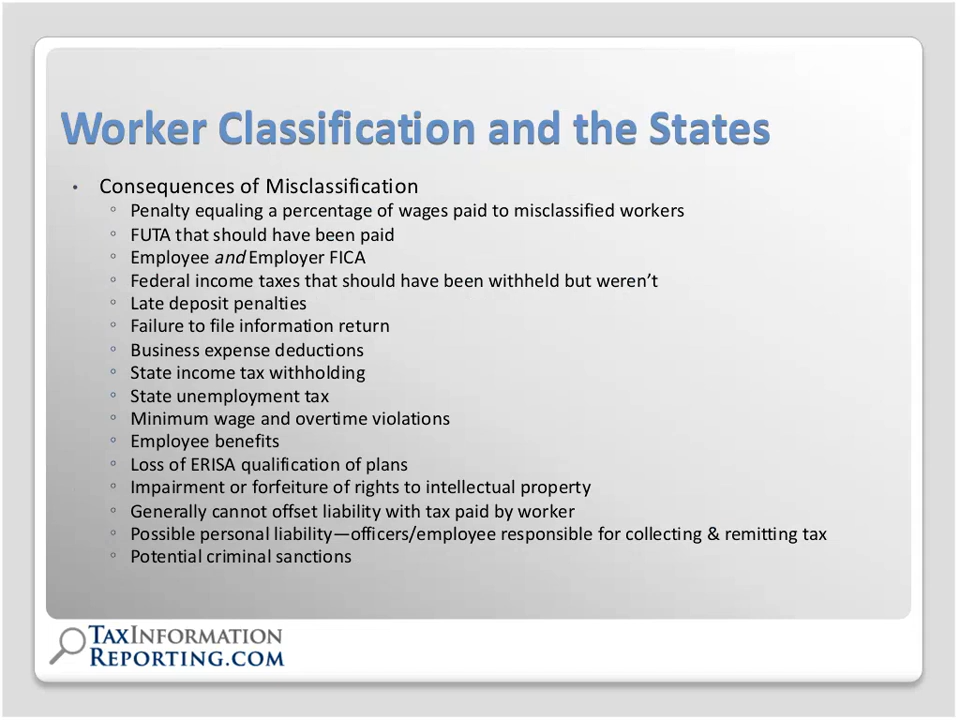 Worker Classification and the States
• Consequences of Misclassification
◦ Penalty equaling a percentage of wages paid to misclassified workers
◦ FUTA that should have been paid
◦ Employee and Employer FICA
◦ Federal income taxes that should have been withheld but weren’t
◦ Late deposit penalties
◦ Failure to file information return
◦ Business expense deductions
◦ State income tax withholding
◦ State unemployment tax
◦ Minimum wage and overtime violations
◦ Employee benefits
◦ Loss of ERISA qualification of plans
◦ Impairment or forfeiture of rights to intellectual property
◦ Generally cannot offset liability with tax paid by worker
◦ Possible personal liability—officers/employee responsible for collecting & remitting tax
◦ Potential criminal sanctions
TAXINFORMATION
REPORTING.COM